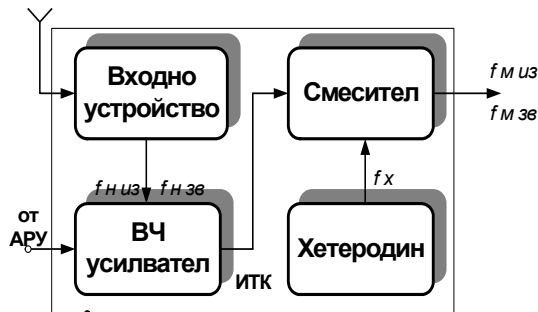 Входно
устройство
Смесител
f м из
f м зв
f н из f н зв
f х
от
АРУ
ВЧ
усилвател
Хетеродин
ИТК